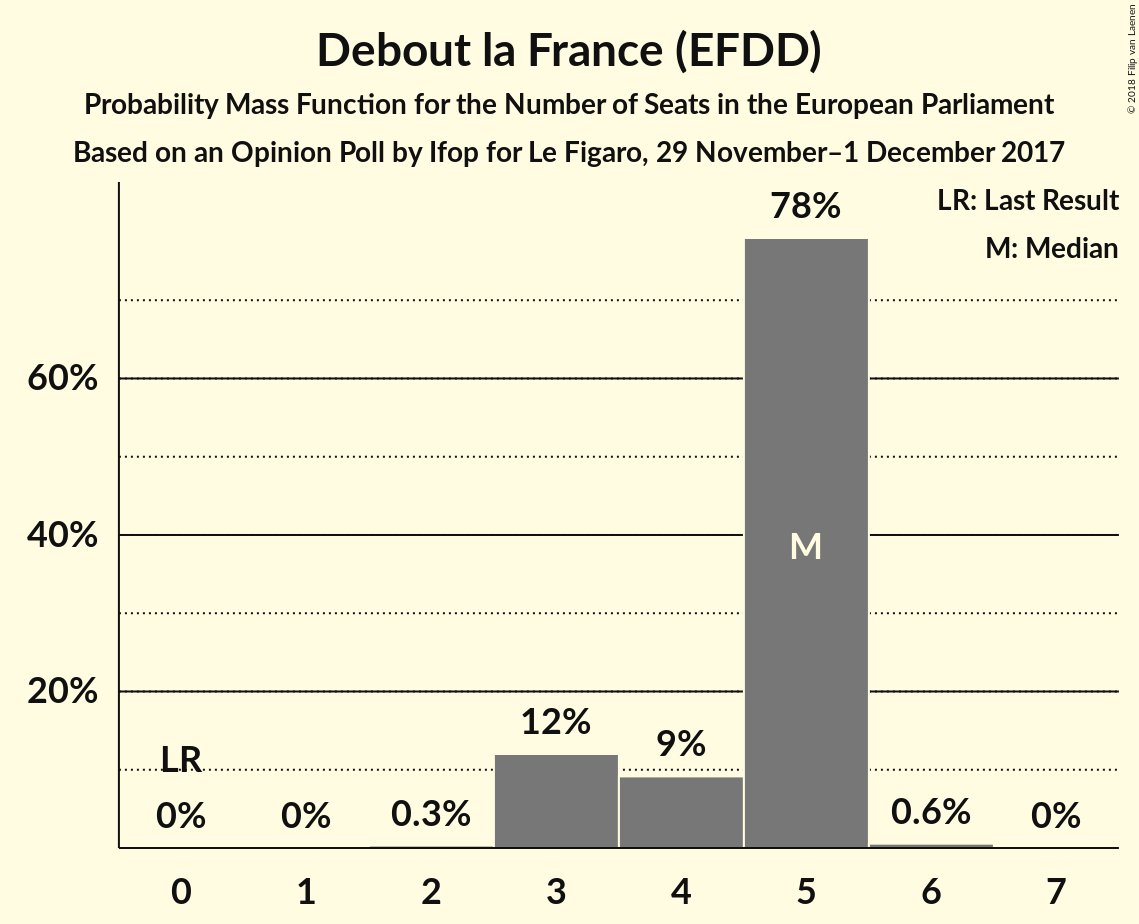 Debout la France (EFDD)
Probability Mass Function for the Number of Seats in the European Parliament
Based on an Opinion Poll by Ifop for Le Figaro, 29 November–1 December 2017
© 2018 Filip van Laenen
LR: Last Result
M: Median
78%
60%
40%
M
20%
12%
9%
LR
0%
0%
0.3%
0.6%
0%
0 1 2 3 4 5 6 7